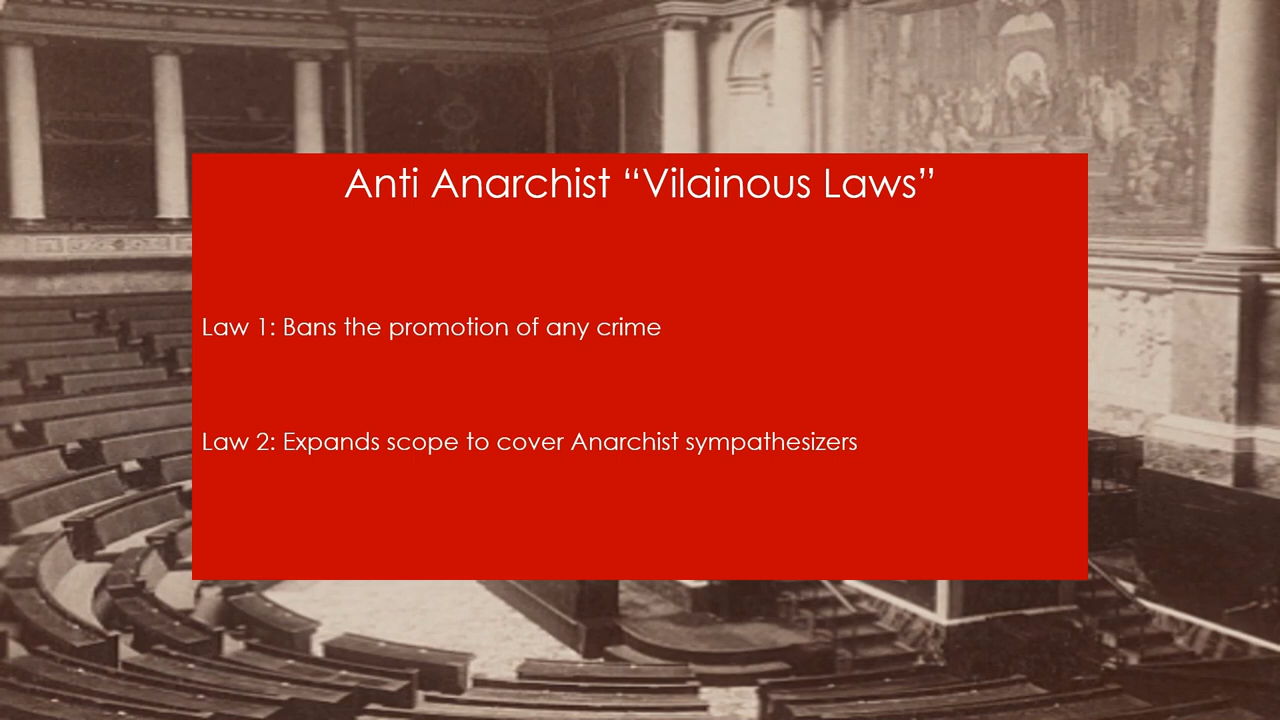 Anti Anarchist “Vilainous Laws”
Law 1: Bans the promotion of any crime
Law 2: Expands scope to cover Anarchist sympathesizers